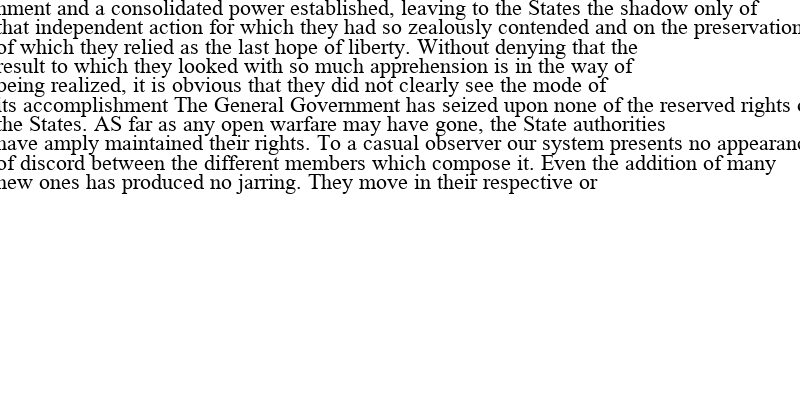 nment and a consolidated power established, leaving to the States the shadow only of
that independent action for which they had so zealously contended and on the preservation
of which they relied as the last hope of liberty. Without denying that the
result to which they looked with so much apprehension is in the way of
being realized, it is obvious that they did not clearly see the mode of
its accomplishment The General Government has seized upon none of the reserved rights
the States. AS far as any open warfare may have gone, the State authorities
have amply maintained their rights. To a casual observer our system presents no appearanc
of discord between the different members which compose it. Even the addition of many
new ones has produced no jarring. They move in their respective or